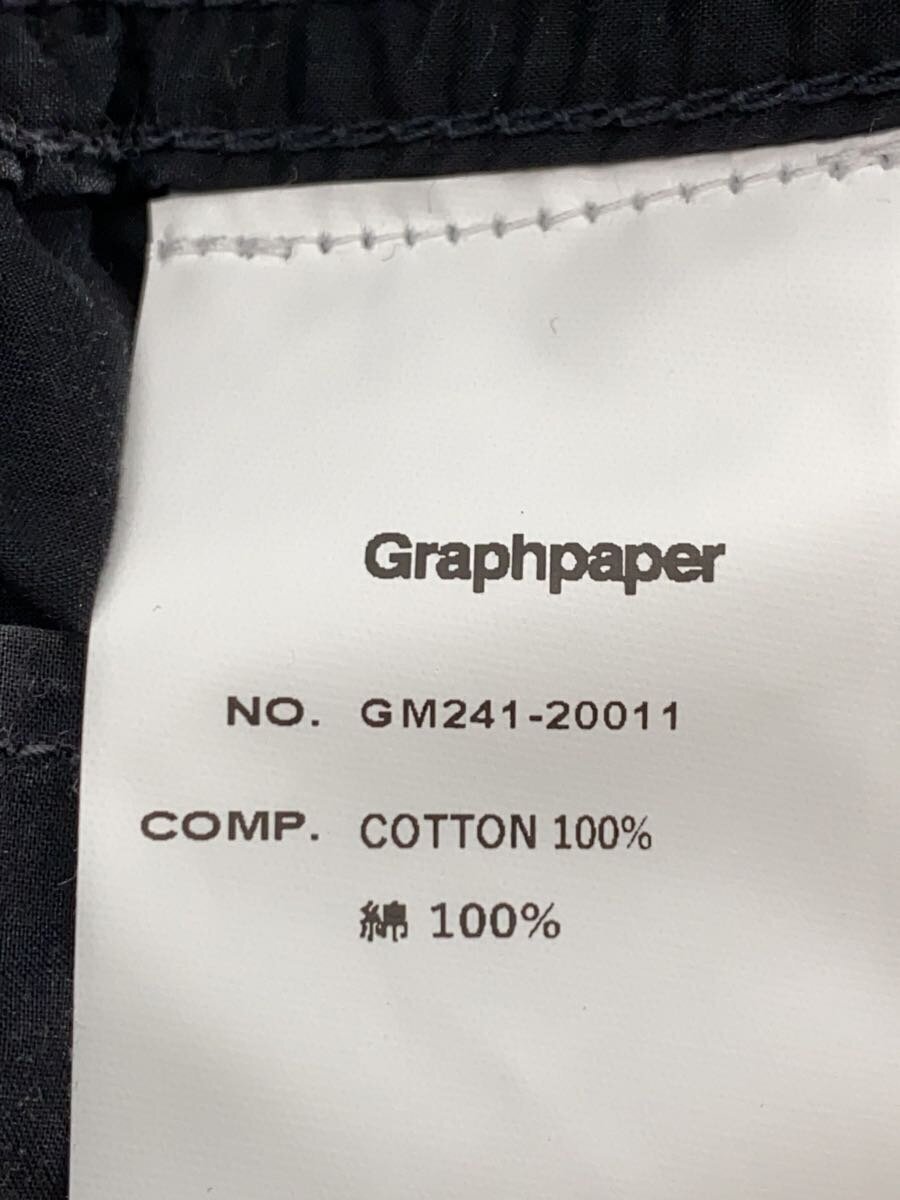 Graphpaper
NO. GM241-20011
COMP. COTTON 100%
綿 100%